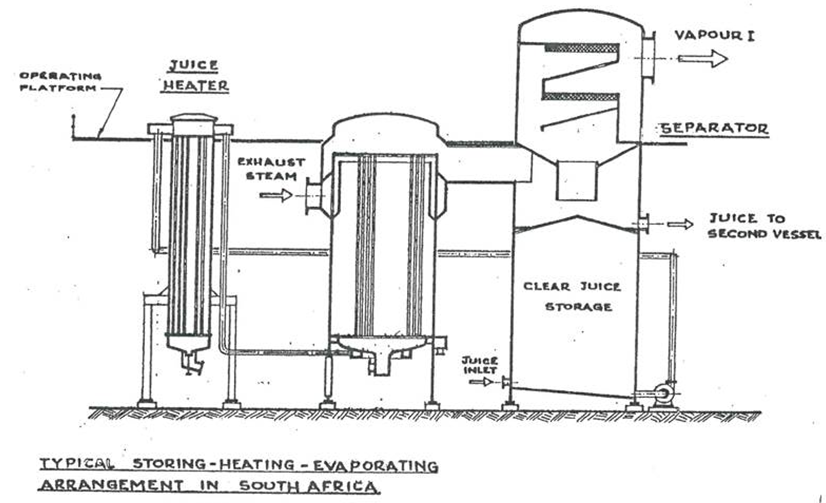 VAPOUR I
JUICE
HEATER
OPERATING
PLATFORM
SEPARATOR
EXHAUST
STEAM
JUICE TO
SECOND VESSEL
CLEAR JUICE
STORAGE
JUICE
INLET
TYPICAL STORING-HEATING-EVAPORATING
ARRANGEMENT IN SOUTH AFRICA